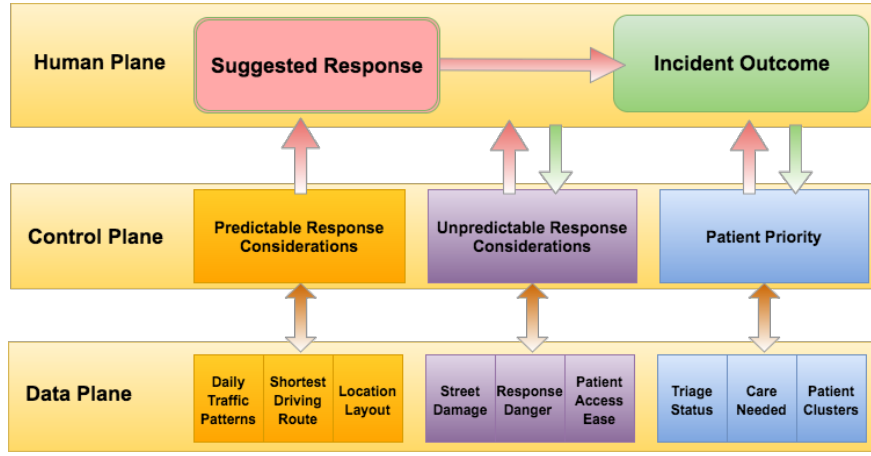 Human Plane
Suggested Response
Incident Outcome
Control Plane
Predictable Response
Considerations
Unpredictable Response
Considerations
Patient Priority
Data Plane
Daily
Traffic
Patterns
Shortest
Driving
Route
Location
Layout
Street
Damage
Response
Danger
Patient
Access
Ease
Triage
Status
Care
Needed
Patient
Clusters